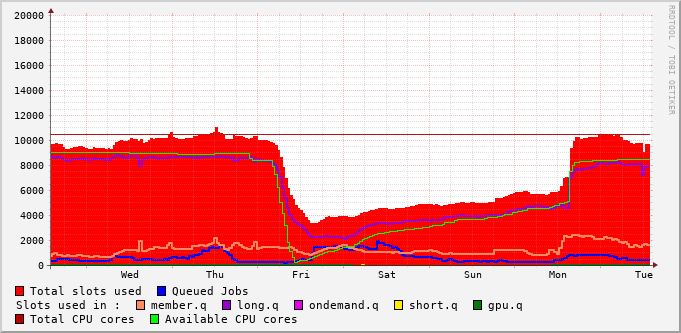 RRDTOOL / TOBI OETIKER
20000
18000
16000
14000
12000
10000
8000
6000
4000
2000
0
Wed Thu Fri Sat Sun Mon Tue
Total slots used Queued Jobs
Slots used in : member.q long.q ondemand.q short.q gpu.q
Total CPU cores Available CPU cores